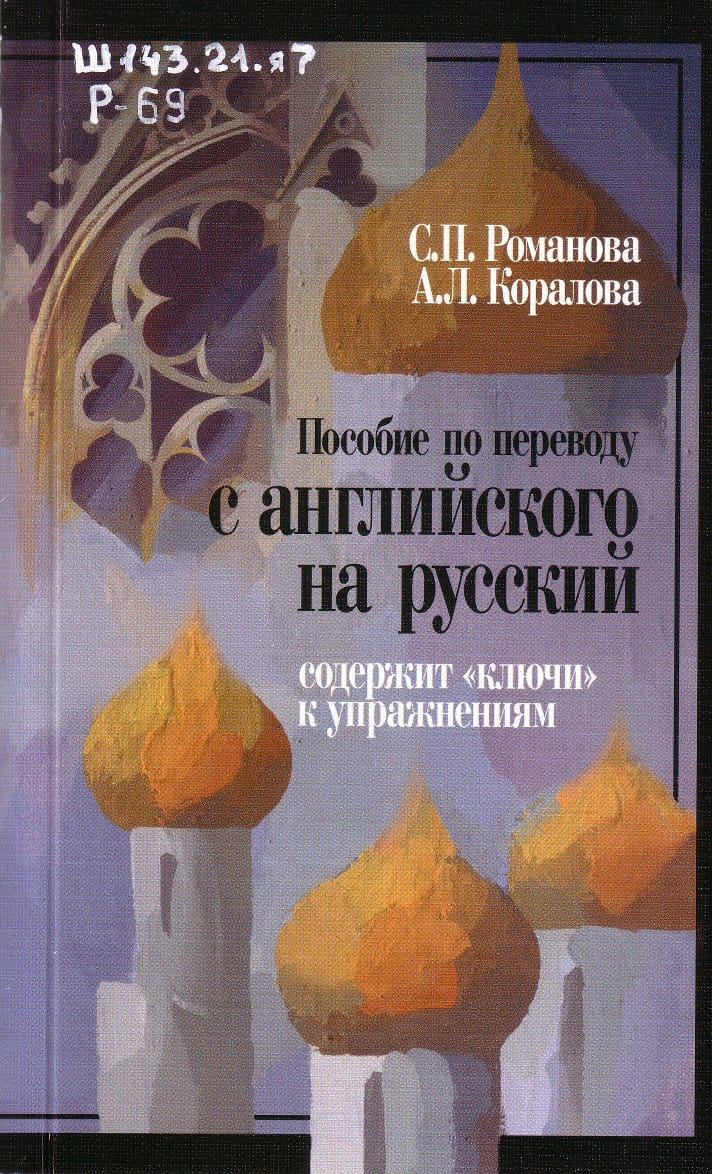 Ш143.21.я7
Р-69
С.П. Романова
А.Л. Коралова
Пособие по переводу
с английского
на русский
содержит «ключи»
к упражнениям